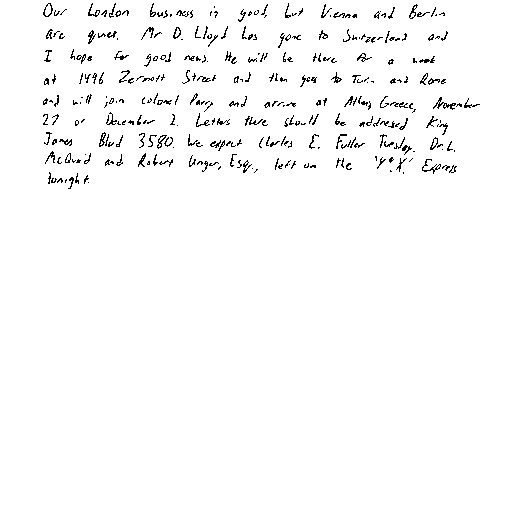 Our London business is good, but Vienna and Berlin
are quiet. Mr D. Lloyd has gone to Switzerland and
I hope for good news. He will be there for a week
at 1496 Zermott Street and then goes to Turin and Rome
and will join colonel Parry and arrive at Athens, Greece, November
27 or December 2. Letters there should be addressed King
James Blvd 3580. We expect Charles E. Fuller Tuesday. Dr. L.
McQuaid and Robert Unger, Esq., left on the 'Y.X.' Express
tonight.